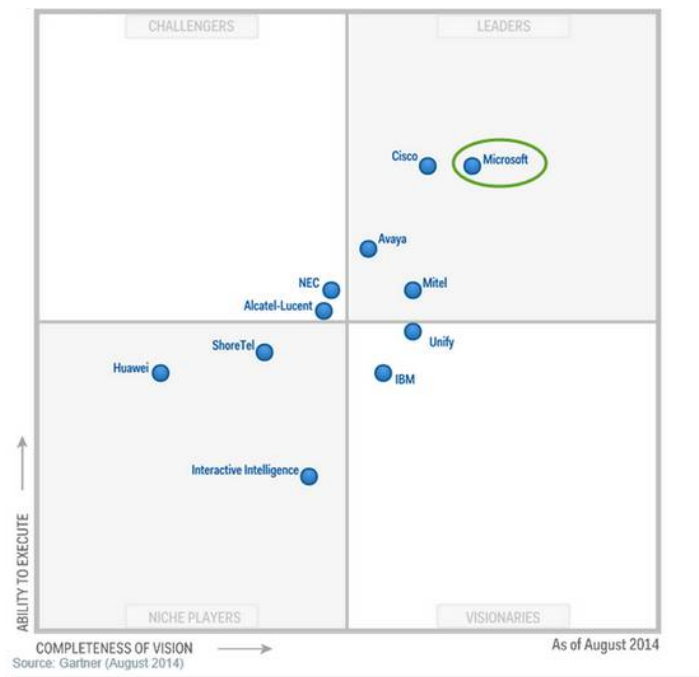 CHALLENGERS
LEADERS
Cisco
Microsoft
Avaya
NEC
Mitel
Alcatel-Lucent
ShoreTel
Unify
Huawei
IBM
Interactive Intelligence
ABILITY TO EXECUTE
NICHE PLAYERS
VISIONARIES
COMPLETENESS OF VISION
As of August 2014
Source: Gartner (August 2014)